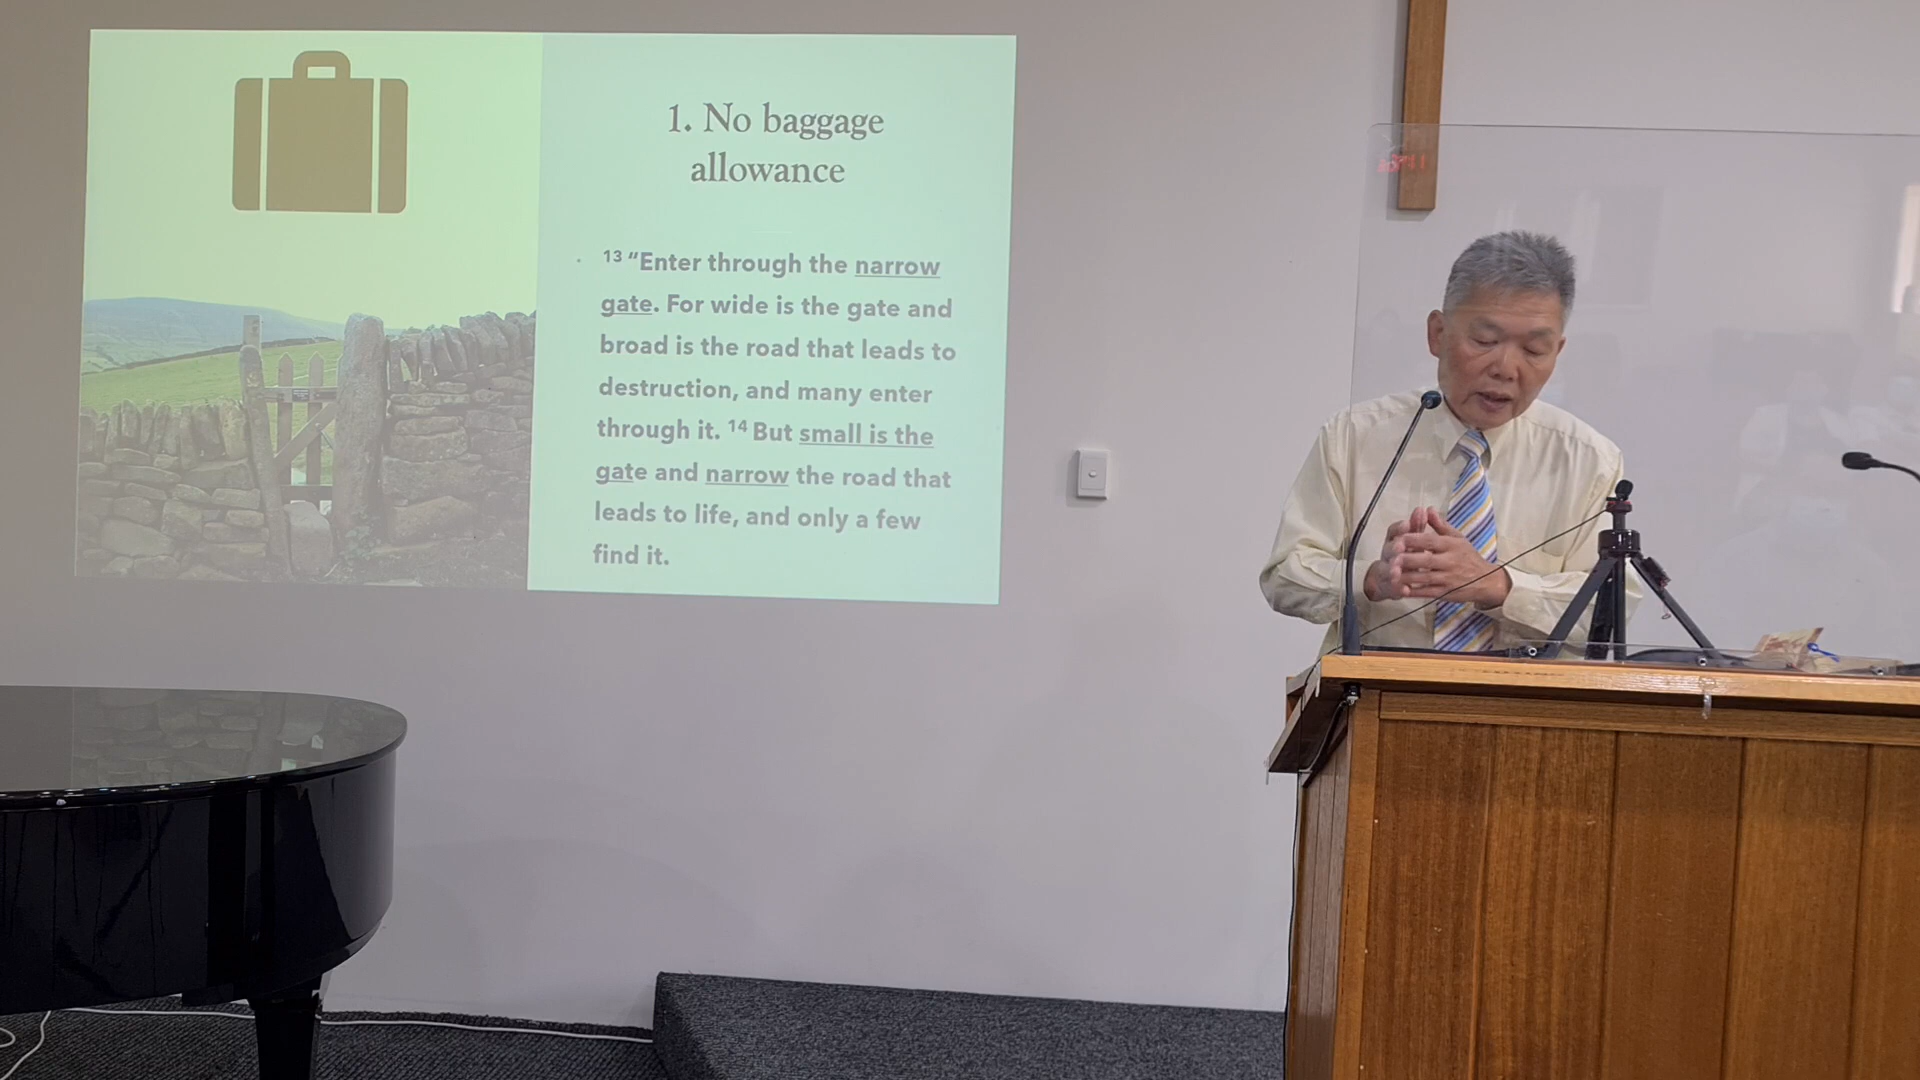 1. No baggage
allowance
13 “Enter through the narrow
gate. For wide is the gate and
broad is the road that leads to
destruction, and many enter
through it. 14 But small is the
gate and narrow the road that
leads to life, and only a few
find it.